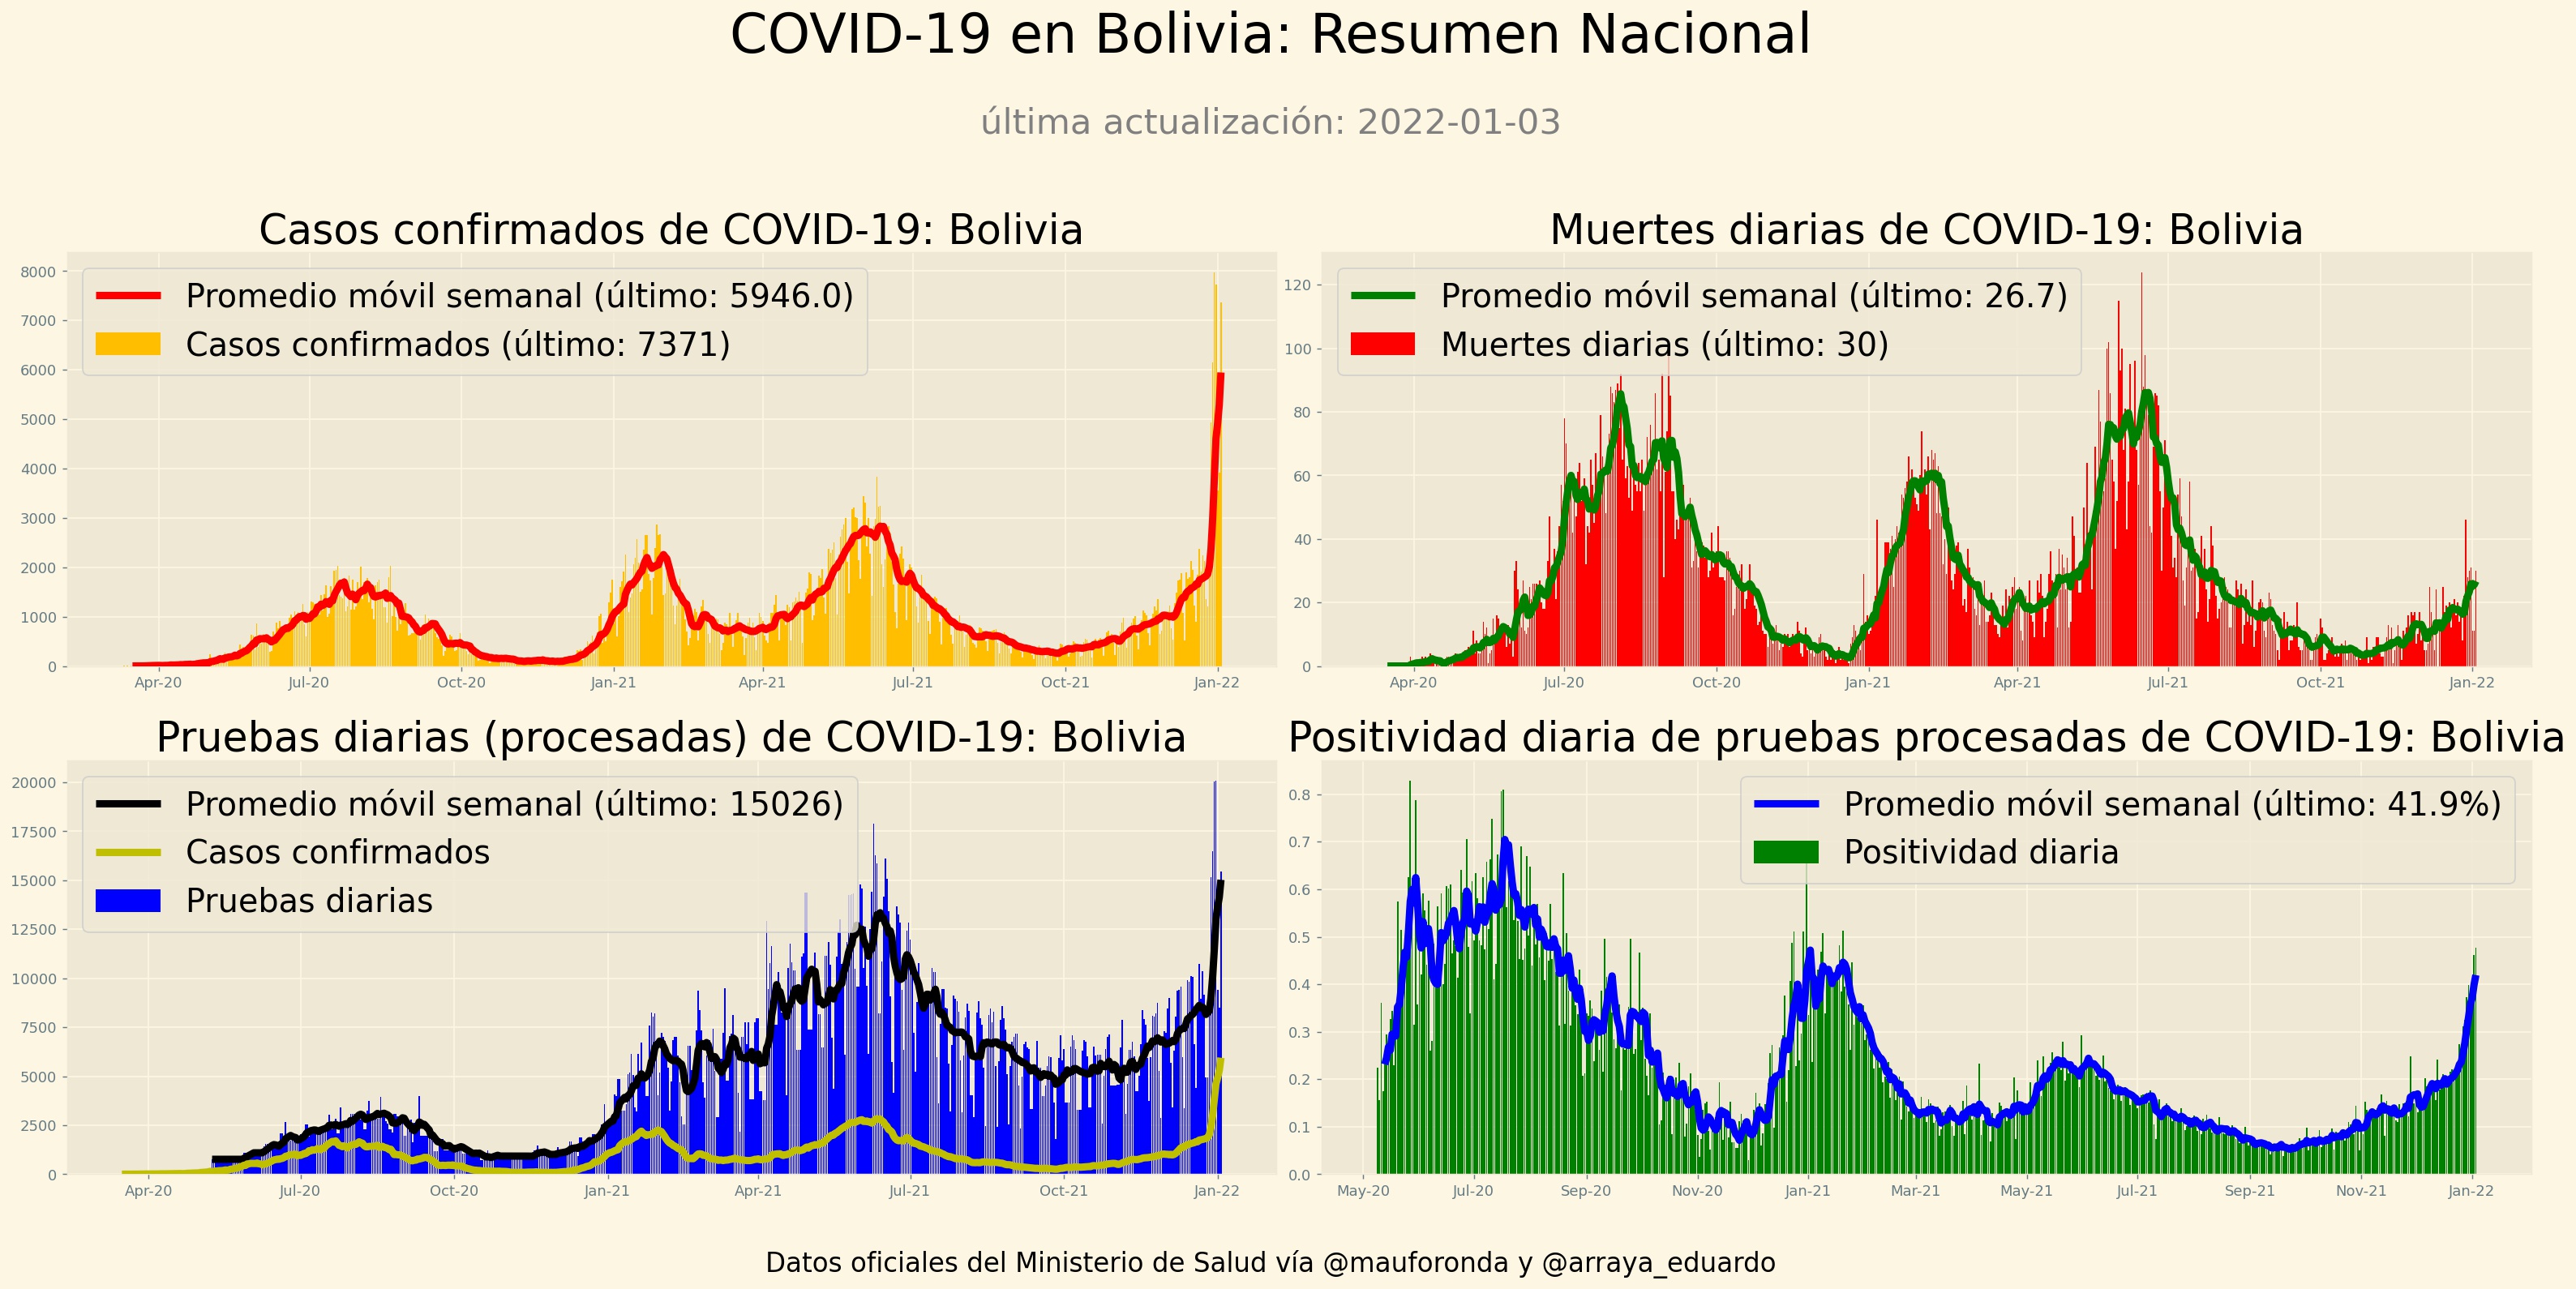 COVID-19 en Bolivia: Resumen Nacional
última actualización: 2022-01-03
Casos confirmados de COVID-19: Bolivia
Promedio móvil semanal (último: 5946.0)
Casos confirmados (último: 7371)
8000
7000
6000
5000
4000
3000
2000
1000
0
Apr-20 Jul-20 Oct-20 Jan-21 Apr-21 Jul-21 Oct-21 Jan-22
Muertes diarias de COVID-19: Bolivia
Promedio móvil semanal (último: 26.7)
Muertes diarias (último: 30)
120
100
80
60
40
20
0
Apr-20 Jul-20 Oct-20 Jan-21 Apr-21 Jul-21 Oct-21 Jan-22
Pruebas diarias (procesadas) de COVID-19: Bolivia
Promedio móvil semanal (último: 15026)
Casos confirmados
Pruebas diarias
20000
17500
15000
12500
10000
7500
5000
2500
0
Apr-20 Jul-20 Oct-20 Jan-21 Apr-21 Jul-21 Oct-21 Jan-22
Positividad diaria de pruebas procesadas de COVID-19: Bolivia
Promedio móvil semanal (último: 41.9%)
Positividad diaria
0.8
0.7
0.6
0.5
0.4
0.3
0.2
0.1
0.0
May-20 Jul-20 Sep-20 Nov-20 Jan-21 Mar-21 May-21 Jul-21 Sep-21 Nov-21 Jan-22
Datos oficiales del Ministerio de Salud vía @mauforonda y @arraya_eduardo